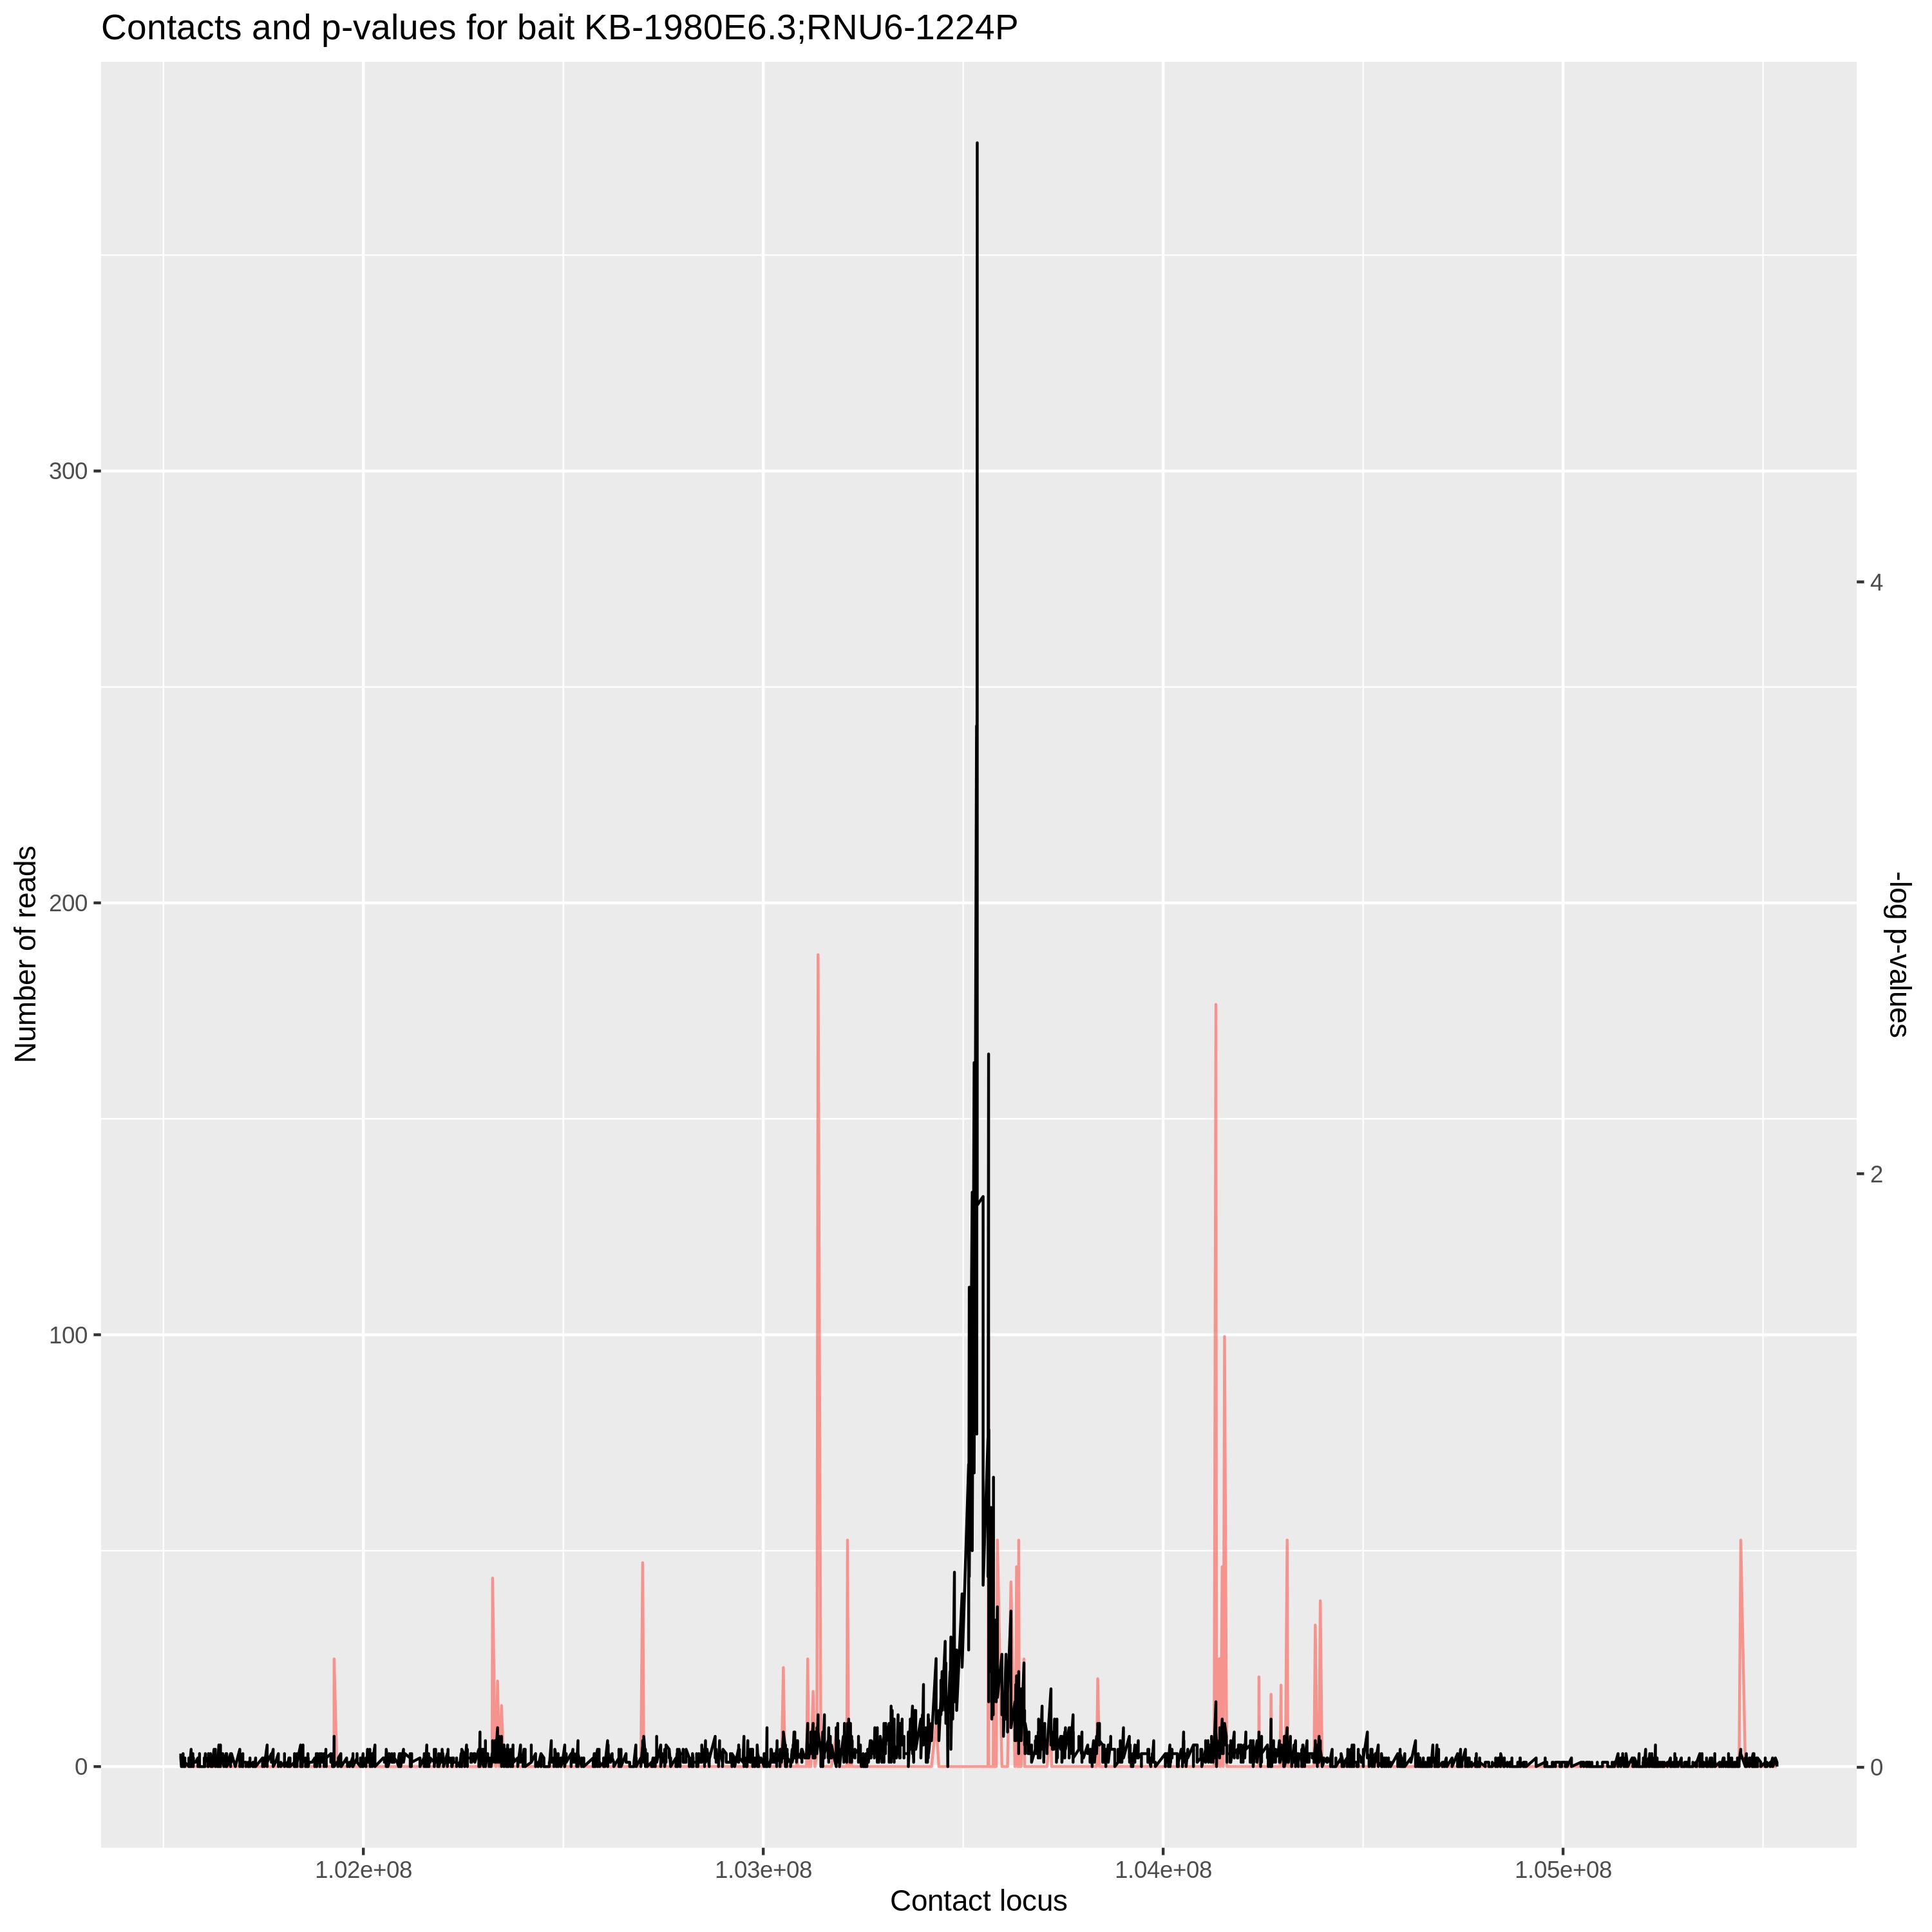 Contacts and p-values for bait KB-1980E6.3;RNU6-1224P
Number of reads
300
200
100
0
4
2
0
-log p-values
1.02e+08 1.03e+08 1.04e+08 1.05e+08
Contact locus